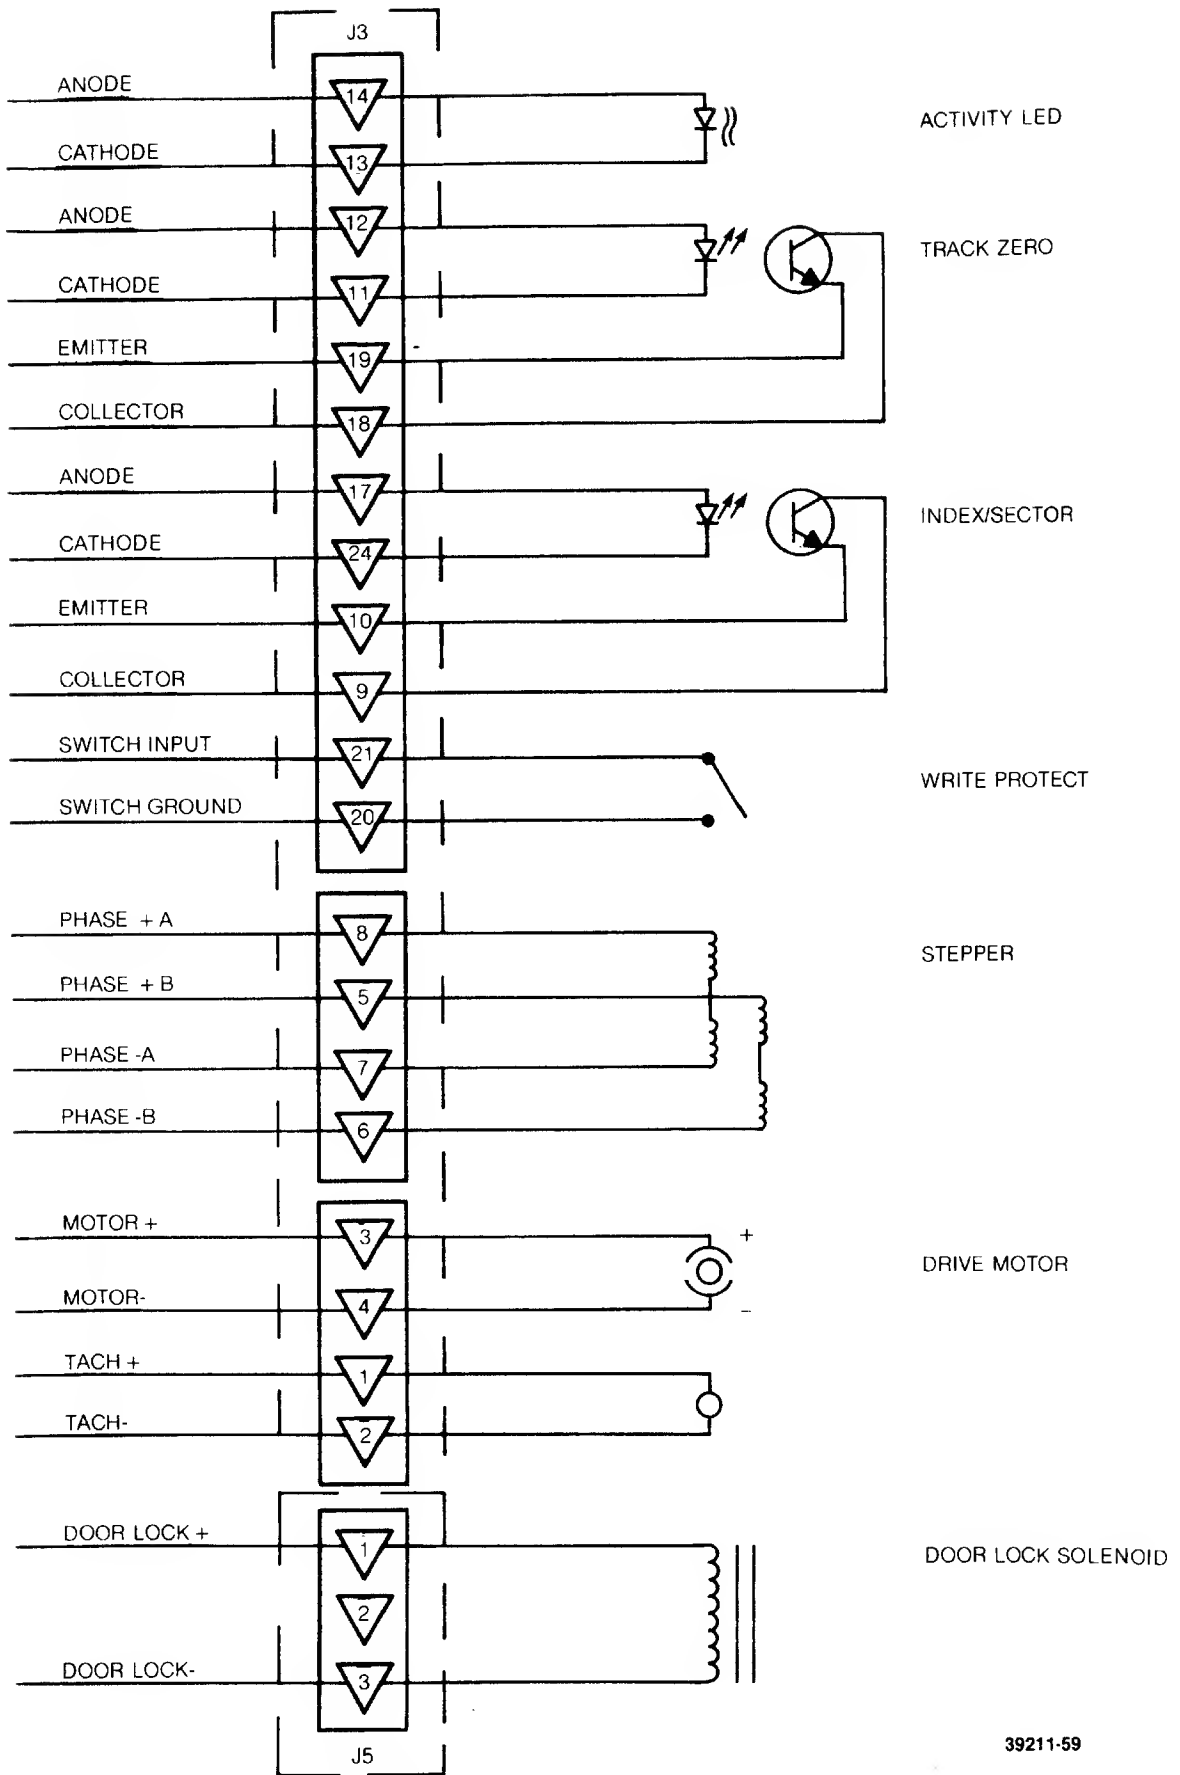 J3
ANODE 14 ACTIVITY LED
CATHODE 13
ANODE 12 TRACK ZERO
CATHODE 11
EMITTER 19
COLLECTOR 18
ANODE 17 INDEX/SECTOR
CATHODE 24
EMITTER 10
COLLECTOR 9
SWITCH INPUT 21 WRITE PROTECT
SWITCH GROUND 20
PHASE + A 8 STEPPER
PHASE + B 5
PHASE -A 7
PHASE -B 6
MOTOR + 3 + DRIVE MOTOR
MOTOR- 4 −
TACH + 1
TACH- 2
DOOR LOCK + 1 DOOR LOCK SOLENOID
2
DOOR LOCK- 3
J5
39211-59